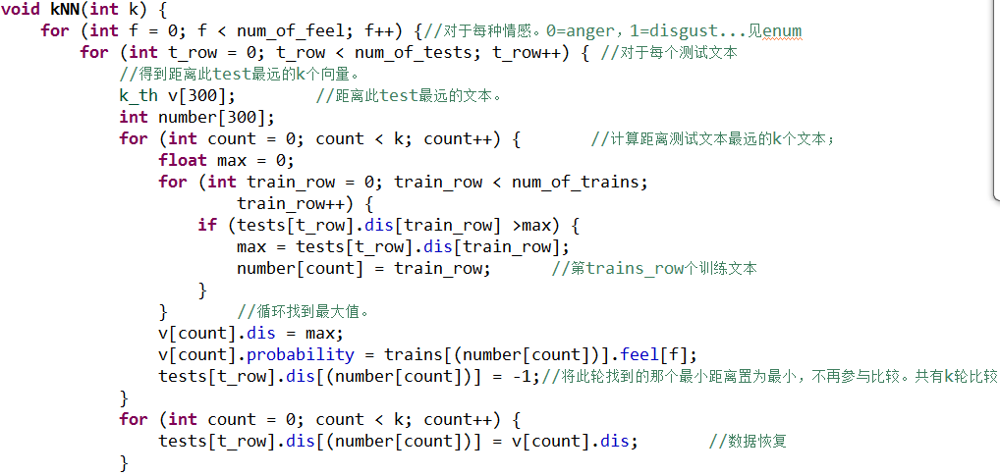 void kNN(int k) {
    for (int f = 0; f < num_of_feel; f++) {//对于每种情感。0=anger，1=disgust...见enum
        for (int t_row = 0; t_row < num_of_tests; t_row++) { //对于每个测试文本
            //得到距离此test最远的k个向量。
            k_th v[300];        //距离此test最远的文本。
            int number[300];
            for (int count = 0; count < k; count++) {       //计算距离测试文本最远的k个文本；
                float max = 0;
                for (int train_row = 0; train_row < num_of_trains;
                        train_row++) {
                    if (tests[t_row].dis[train_row] >max) {
                        max = tests[t_row].dis[train_row];
                        number[count] = train_row;      //第trains_row个训练文本
                    }
                }       //循环找到最大值。
                v[count].dis = max;
                v[count].probability = trains[(number[count])].feel[f];
                tests[t_row].dis[(number[count])] = -1;//将此轮找到的那个最小距离置为最小，不再参与比较。共有k轮比较
            }
            for (int count = 0; count < k; count++) {
                tests[t_row].dis[(number[count])] = v[count].dis;       //数据恢复
            }